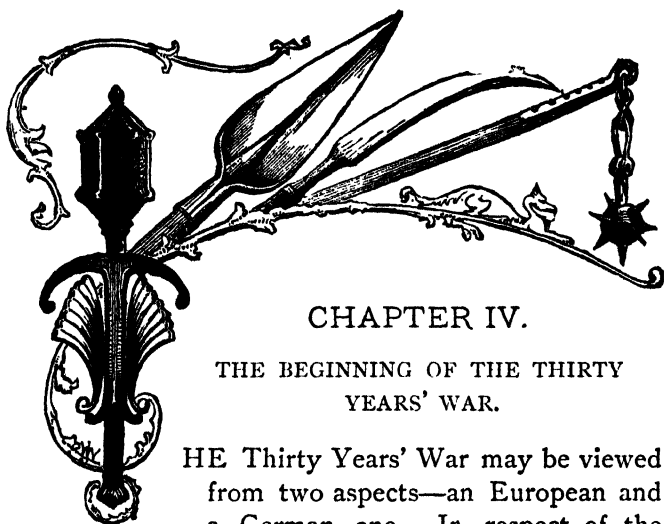 CHAPTER IV.
THE BEGINNING OF THE THIRTY
YEARS' WAR.
HE Thirty Years' War may be viewed
from two aspects—an European and
a German one. In respect of the